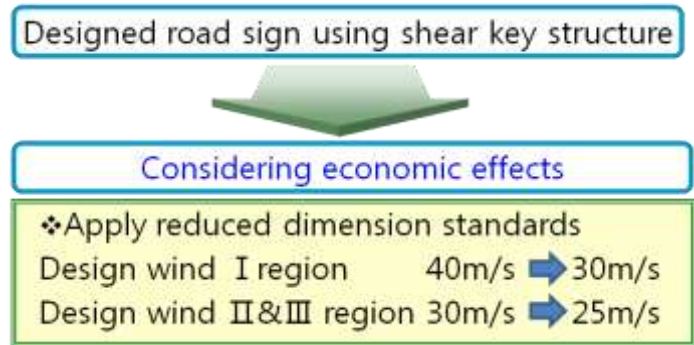 Designed road sign using shear key structure
Considering economic effects
❖Apply reduced dimension standards
Design wind Ⅰ region 40m/s ➡ 30m/s
Design wind Ⅱ&Ⅲ region 30m/s ➡ 25m/s